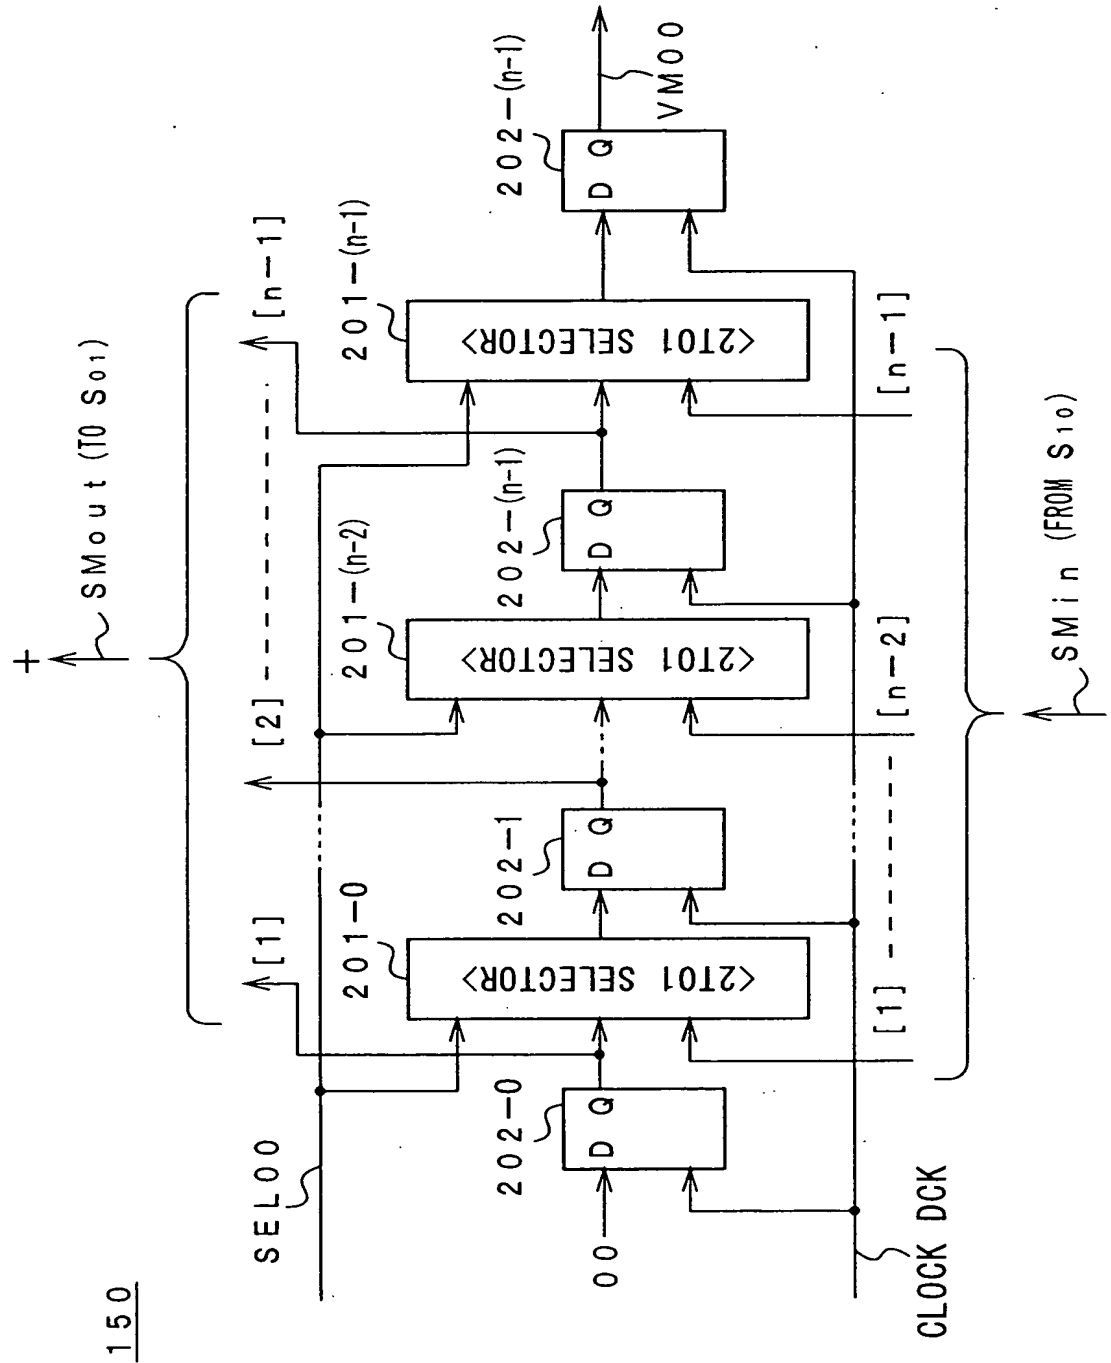 150
SMout (TO S01)
[1]
[2]
[n-1]
SEL00
201-0
201-(n-2)
201-(n-1)
<2TO1 SELECTOR>
<2TO1 SELECTOR>
<2TO1 SELECTOR>
202-0
202-1
202-(n-1)
202-(n-1)
00
D Q
D Q
D Q
D Q
VM00
[1]
[n-2]
[n-1]
CLOCK DCK
SMin (FROM S10)